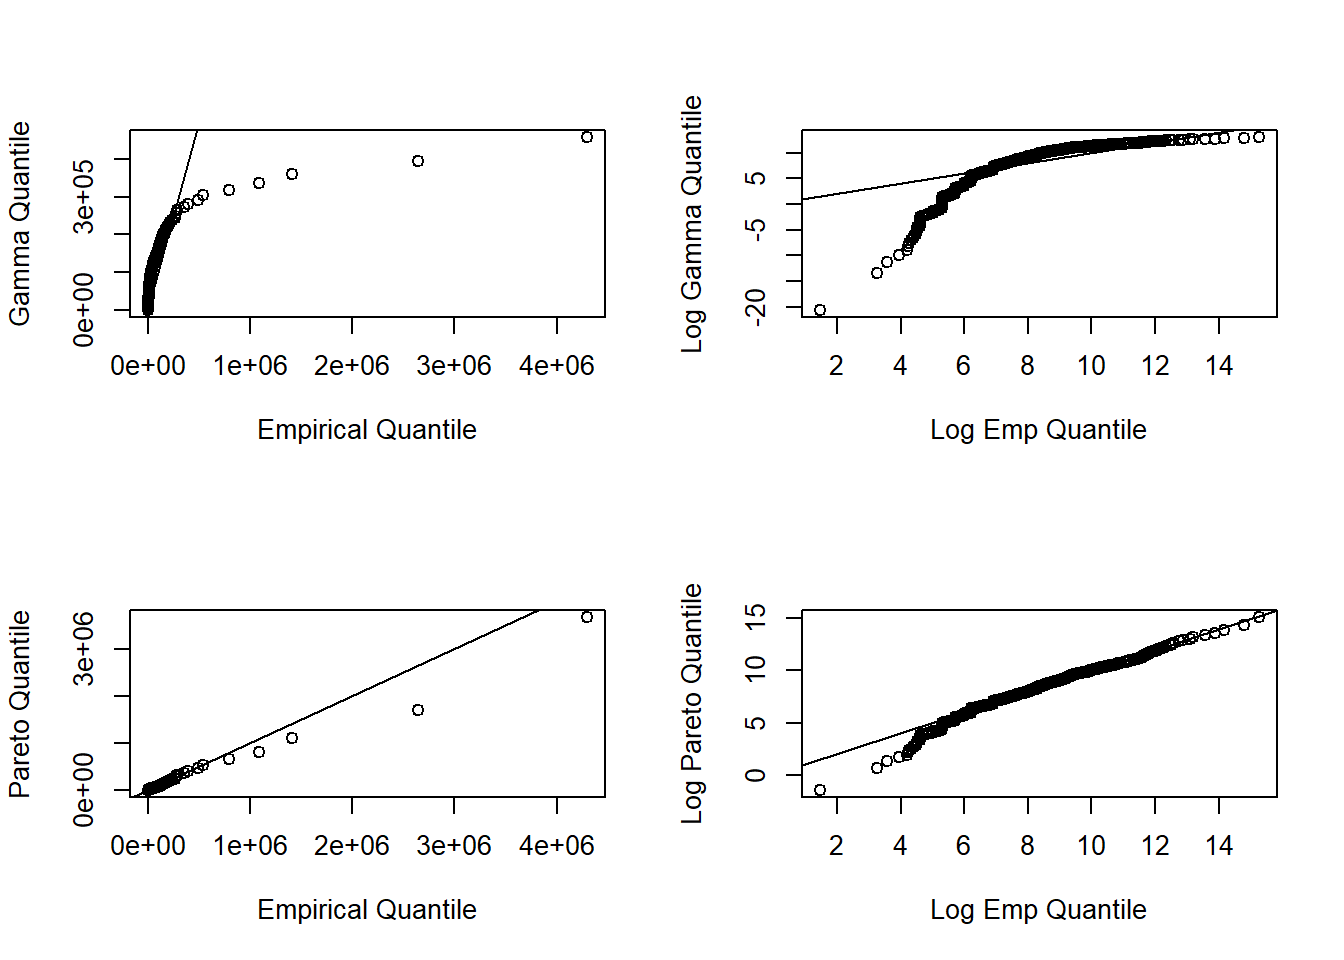 Gamma Quantile
3e+05
0e+00
0e+00 1e+06 2e+06 3e+06 4e+06
Empirical Quantile
Log Gamma Quantile
5
-5
-20
2 4 6 8 10 12 14
Log Emp Quantile
Pareto Quantile
3e+06
0e+00
0e+00 1e+06 2e+06 3e+06 4e+06
Empirical Quantile
Log Pareto Quantile
15
10
5
0
2 4 6 8 10 12 14
Log Emp Quantile